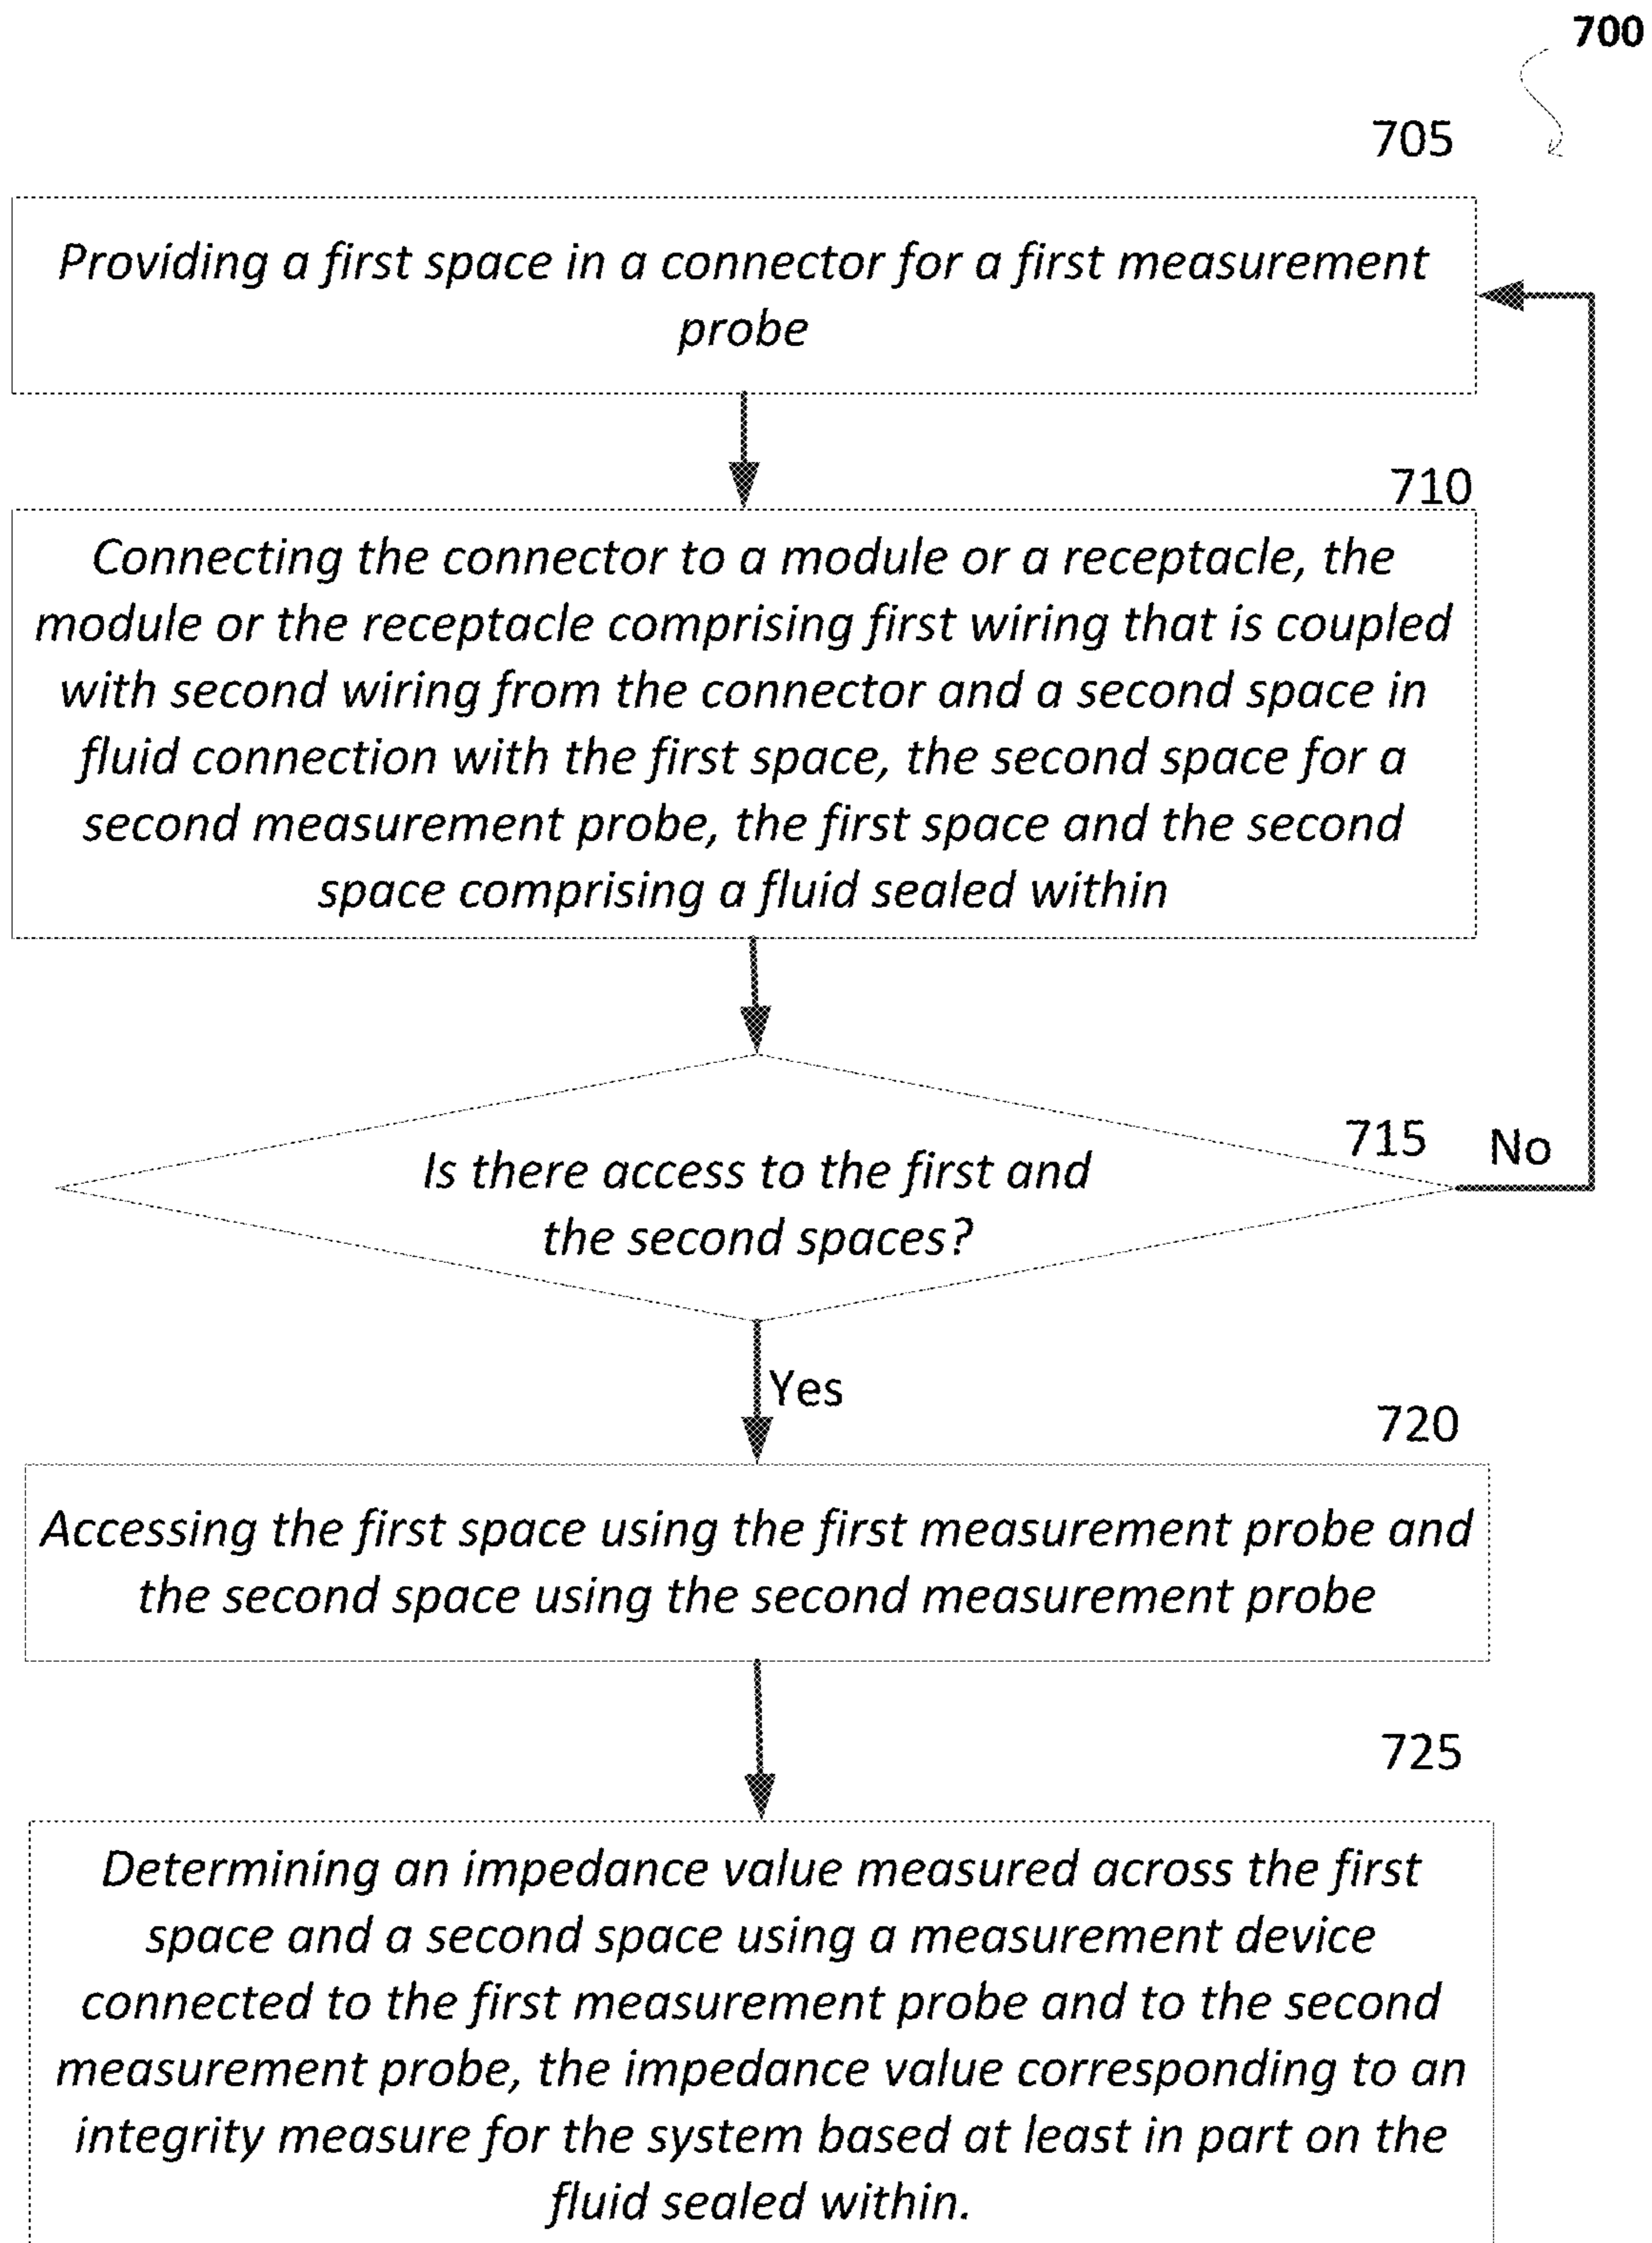 700
705
Providing a first space in a connector for a first measurement
probe
710
Connecting the connector to a module or a receptacle, the
module or the receptacle comprising first wiring that is coupled
with second wiring from the connector and a second space in
fluid connection with the first space, the second space for a
second measurement probe, the first space and the second
space comprising a fluid sealed within
715
No
Is there access to the first and
the second spaces?
Yes
720
Accessing the first space using the first measurement probe and
the second space using the second measurement probe
725
Determining an impedance value measured across the first
space and a second space using a measurement device
connected to the first measurement probe and to the second
measurement probe, the impedance value corresponding to an
integrity measure for the system based at least in part on the
fluid sealed within.